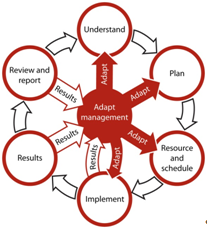 Understand
Review and
report
Plan
Adapt
Results
Adapt
Adapt
management
Results
Results
Adapt
Resource
and
schedule
Results
Adapt
Implement